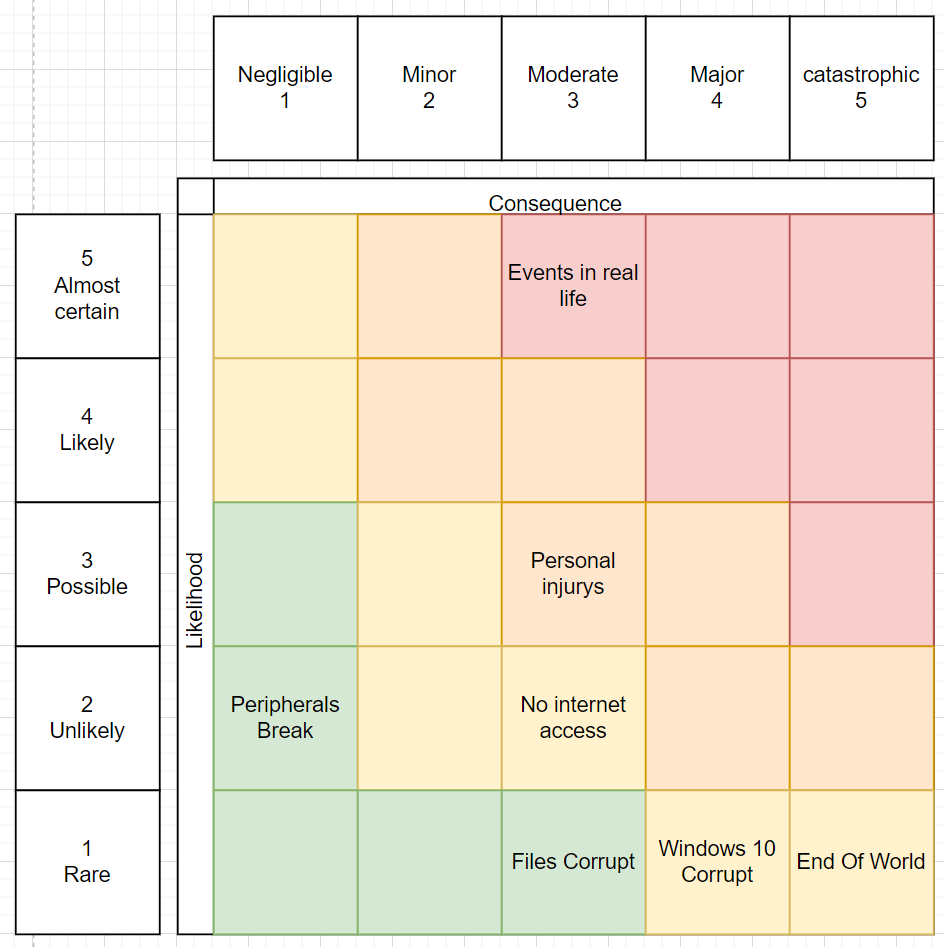 Negligible
1
Minor
2
Moderate
3
Major
4
catastrophic
5
Consequence
Likelihood
5
Almost
certain
Events in real
life
4
Likely
3
Possible
Personal
injurys
2
Unlikely
Peripherals
Break
No internet
access
1
Rare
Files Corrupt
Windows 10
Corrupt
End Of World